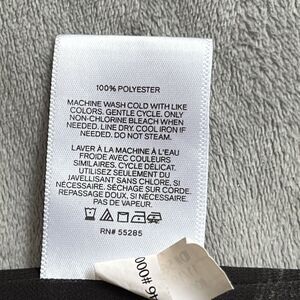 100% POLYESTER
MACHINE WASH COLD WITH LIKE
COLORS. GENTLE CYCLE. ONLY
NON-CHLORINE BLEACH WHEN
NEEDED. LINE DRY. COOL IRON IF
NEEDED. DO NOT STEAM.
LAVER À LA MACHINE À L'EAU
FROIDE AVEC COULEURS
SIMILAIRES. CYCLE DÉLICAT.
UTILISEZ SEULEMENT DU
JAVELLISANT SANS CHLORE, SI
NÉCESSAIRE. SÉCHAGE SUR CORDE.
REPASSAGE DOUX, SI NÉCESSAIRE.
PAS DE VAPEUR.
RN# 55285